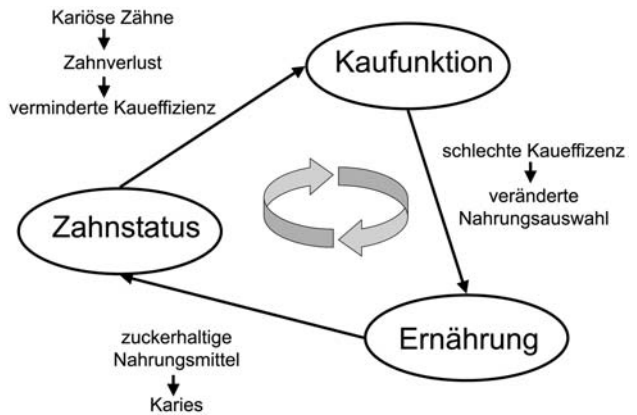 Kariöse Zähne
Zahnverlust
verminderte Kaueffizienz
Kaufunktion
schlechte Kaueffizenz
veränderte
Nahrungsauswahl
Zahnstatus
Ernährung
zuckerhaltige
Nahrungsmittel
Karies